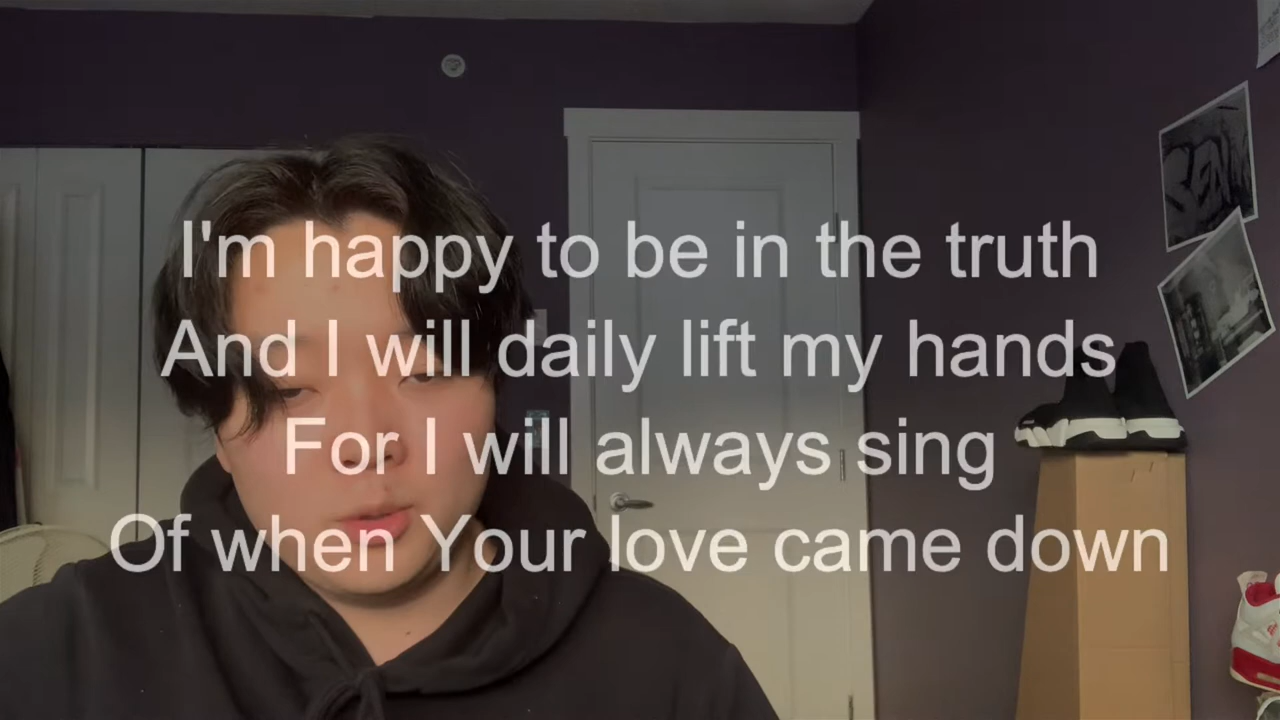 I'm happy to be in the truth
And I will daily lift my hands
For I will always sing
Of when Your love came down